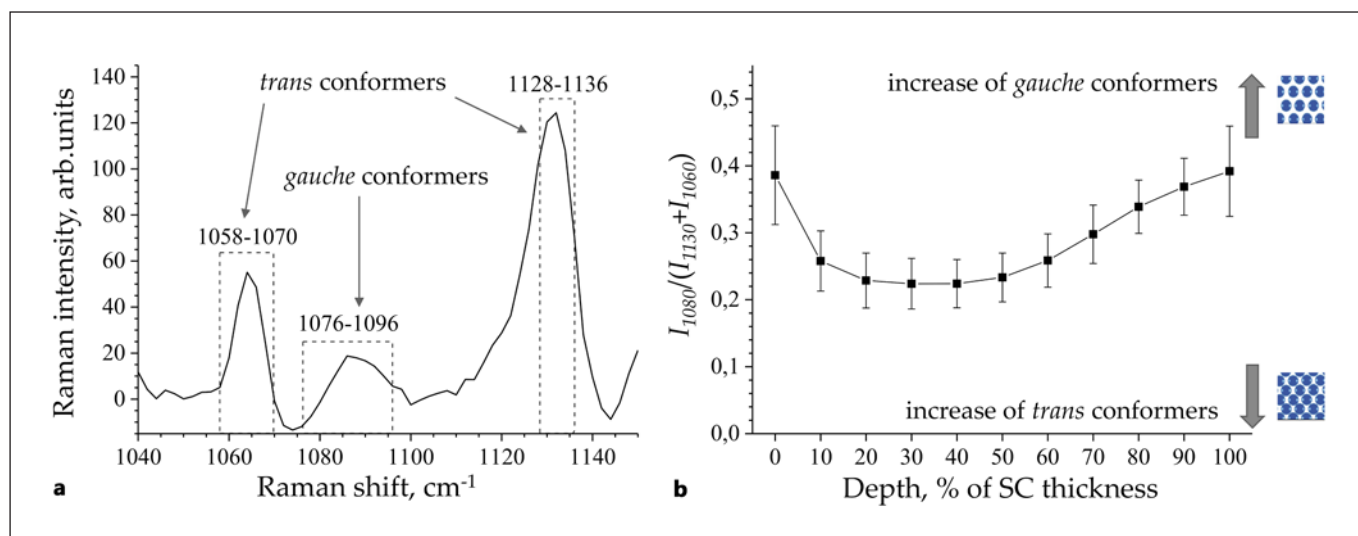 140
120
100
80
60
40
20
0
Raman intensity, arb.units
trans conformers
1128-1136
gauche conformers
1058-1070
1076-1096
1040 1060 1080 1100 1120 1140
a
Raman shift, cm⁻¹
increase of gauche conformers
0,5
0,4
0,3
0,2
0,1
0,0
I₁₀₈₀/(I₁₁₃₀+I₁₀₆₀)
increase of trans conformers
0 10 20 30 40 50 60 70 80 90 100
b
Depth, % of SC thickness